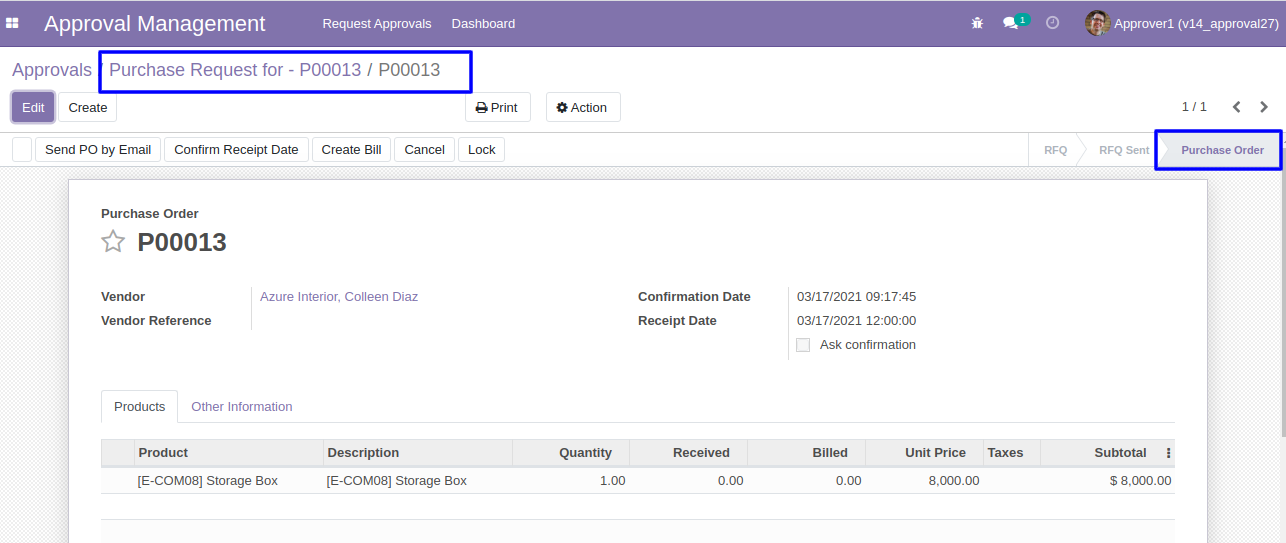 Approval Management Request Approvals Dashboard 1 Approver1 (v14_approval27)
Approvals / Purchase Request for - P00013 / P00013
Edit Create Print Action 1 / 1
Send PO by Email Confirm Receipt Date Create Bill Cancel Lock RFQ RFQ Sent Purchase Order
Purchase Order
P00013
Vendor Azure Interior, Colleen Diaz Confirmation Date 03/17/2021 09:17:45
Vendor Reference Receipt Date 03/17/2021 12:00:00
Ask confirmation
Products Other Information
Product Description Quantity Received Billed Unit Price Taxes Subtotal
[E-COM08] Storage Box [E-COM08] Storage Box 1.00 0.00 0.00 8,000.00 $ 8,000.00